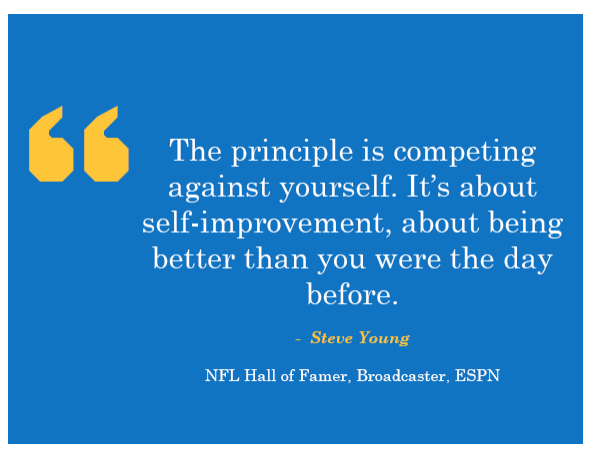 The principle is competing
against yourself. It’s about
self-improvement, about being
better than you were the day
before.
- Steve Young
NFL Hall of Famer, Broadcaster, ESPN